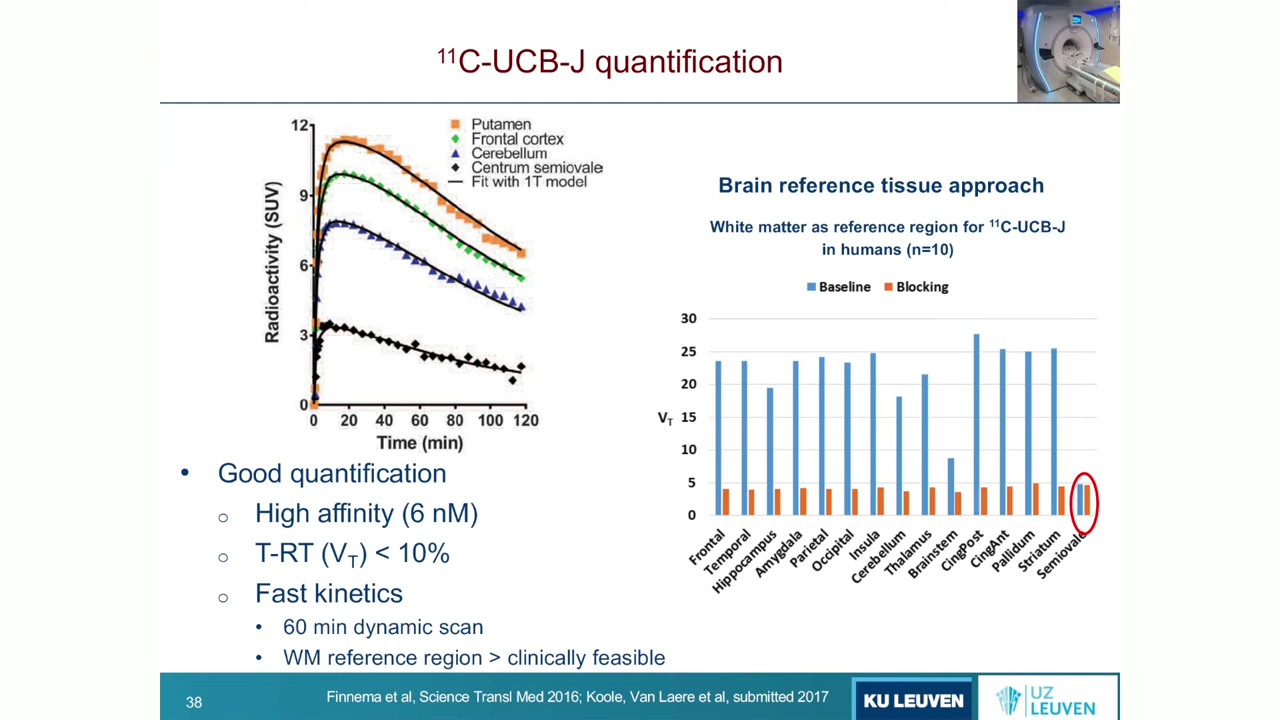 ¹¹C-UCB-J quantification
12
9
6
3
0
Radioactivity (SUV)
Putamen
Frontal cortex
Cerebellum
Centrum semiovale
Fit with 1T model
0 20 40 60 80 100 120
Time (min)
• Good quantification
o High affinity (6 nM)
o T-RT (V_T) < 10%
o Fast kinetics
• 60 min dynamic scan
• WM reference region > clinically feasible
Brain reference tissue approach
White matter as reference region for ¹¹C-UCB-J
in humans (n=10)
Baseline Blocking
30
25
20
V_T 15
10
5
0
Frontal
Temporal
Hippocampus
Amygdala
Parietal
Occipital
Insula
Cerebellum
Thalamus
Brainstem
CingPost
CingAnt
Pallidum
Striatum
Semiovale
38
Finnema et al, Science Transl Med 2016; Koole, Van Laere et al, submitted 2017
KU LEUVEN
UZ
LEUVEN